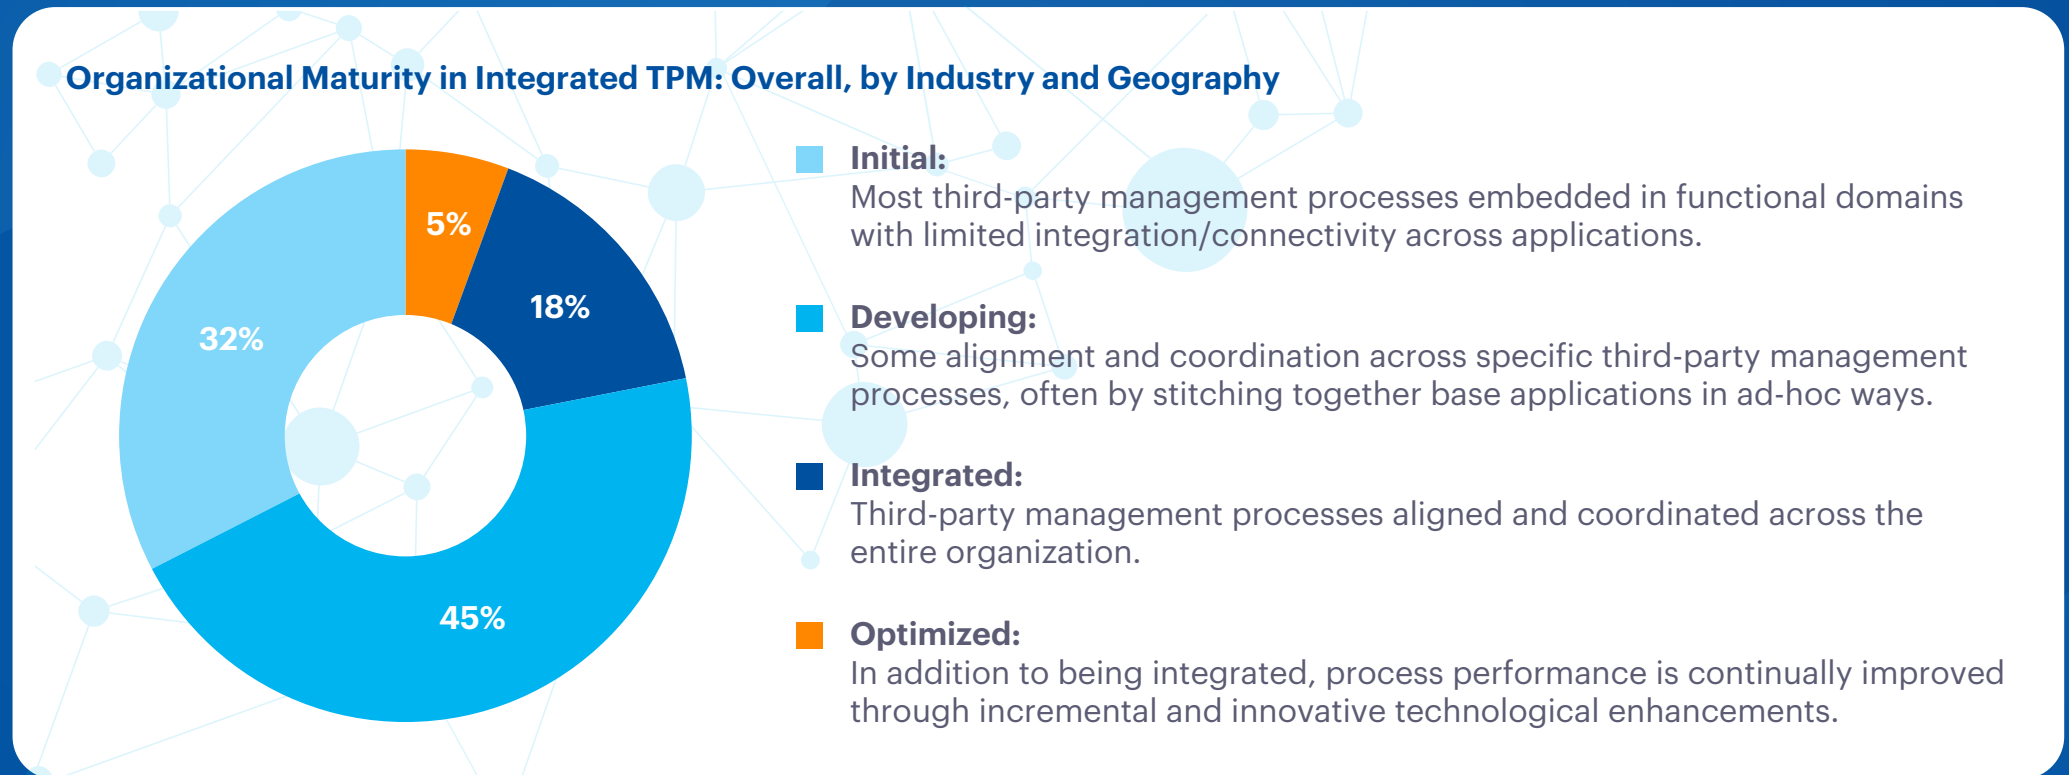 Organizational Maturity in Integrated TPM: Overall, by Industry and Geography
5%
18%
32%
45%
Initial:
Most third-party management processes embedded in functional domains
with limited integration/connectivity across applications.
Developing:
Some alignment and coordination across specific third-party management
processes, often by stitching together base applications in ad-hoc ways.
Integrated:
Third-party management processes aligned and coordinated across the
entire organization.
Optimized:
In addition to being integrated, process performance is continually improved
through incremental and innovative technological enhancements.